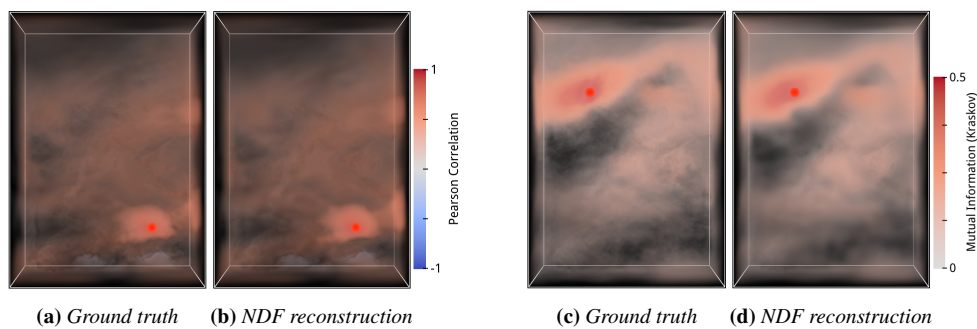 1
Pearson Correlation
-1
0.5
Mutual Information (Kraskov)
0
(a) Ground truth
(b) NDF reconstruction
(c) Ground truth
(d) NDF reconstruction